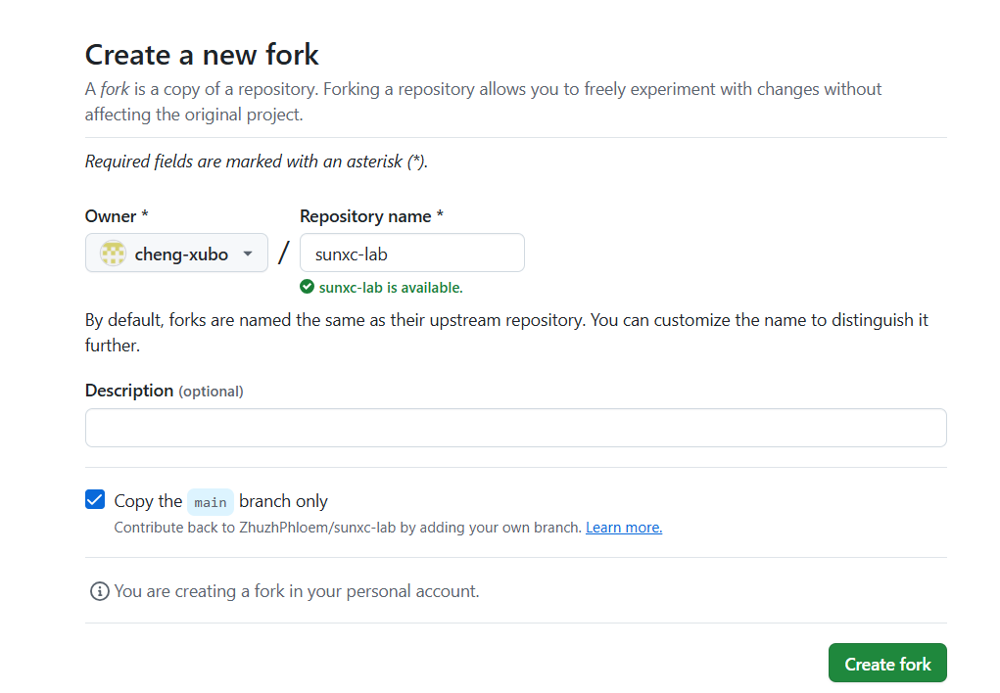 Create a new fork
A fork is a copy of a repository. Forking a repository allows you to freely experiment with changes without
affecting the original project.
Required fields are marked with an asterisk (*).
Owner *
Repository name *
cheng-xubo
/
sunxc-lab
sunxc-lab is available.
By default, forks are named the same as their upstream repository. You can customize the name to distinguish it
further.
Description (optional)
Copy the main branch only
Contribute back to ZhuzhPhloem/sunxc-lab by adding your own branch. Learn more.
You are creating a fork in your personal account.
Create fork